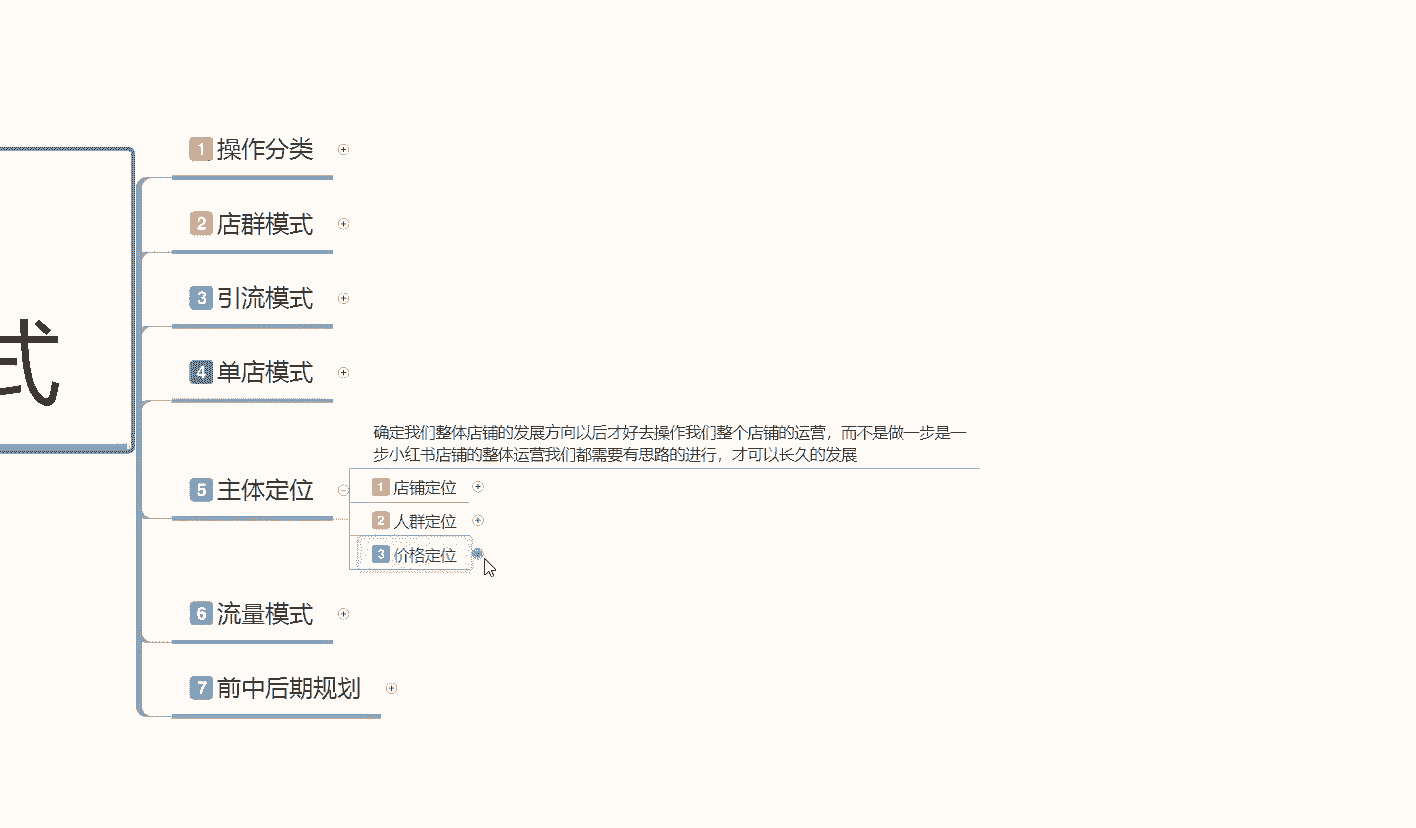 1 操作分类
2 店群模式
3 引流模式
式
4 单店模式
确定我们整体店铺的发展方向以后才好去操作我们整个店铺的运营，而不是做一步是一
步小红书店铺的整体运营我们都需要有思路的进行，才可以长久的发展
5 主体定位
1 店铺定位
2 人群定位
3 价格定位
6 流量模式
7 前中后期规划